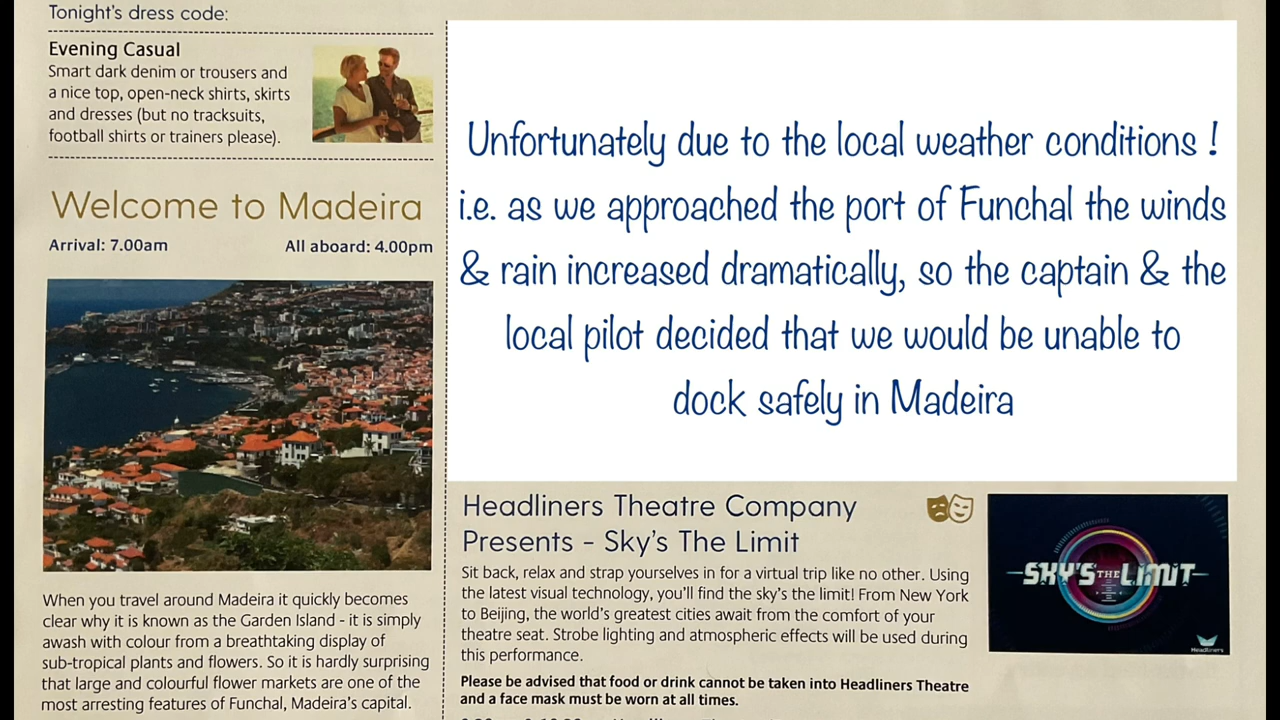 Tonight's dress code:
Evening Casual
Smart dark denim or trousers and
a nice top, open-neck shirts, skirts
and dresses (but no tracksuits,
football shirts or trainers please).
Welcome to Madeira
Arrival: 7.00am All aboard: 4.00pm
When you travel around Madeira it quickly becomes
clear why it is known as the Garden Island - it is simply
awash with colour from a breathtaking display of
sub-tropical plants and flowers. So it is hardly surprising
that large and colourful flower markets are one of the
most arresting features of Funchal, Madeira's capital.
Unfortunately due to the local weather conditions !
i.e. as we approached the port of Funchal the winds
& rain increased dramatically, so the captain & the
local pilot decided that we would be unable to
dock safely in Madeira
Headliners Theatre Company
Presents - Sky's The Limit
Sit back, relax and strap yourselves in for a virtual trip like no other. Using
the latest visual technology, you'll find the sky's the limit! From New York
to Beijing, the world's greatest cities await from the comfort of your
theatre seat. Strobe lighting and atmospheric effects will be used during
this performance.
Please be advised that food or drink cannot be taken into Headliners Theatre
and a face mask must be worn at all times.
SKY'S THE LIMIT
Headliners